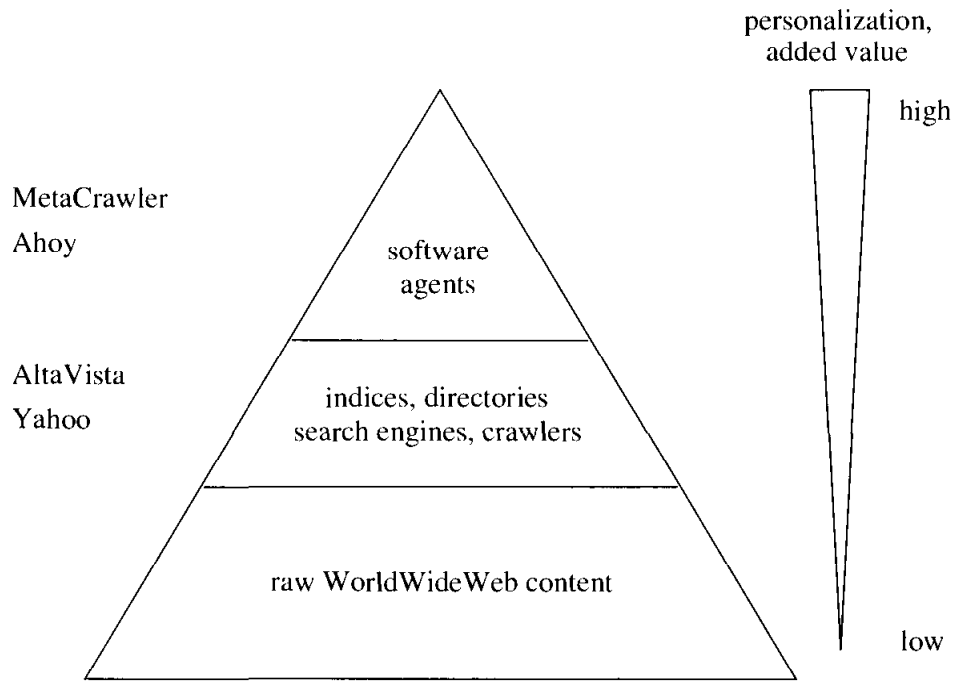 personalization,
added value
high
MetaCrawler
Ahoy
software
agents
AltaVista
Yahoo
indices, directories
search engines, crawlers
raw WorldWideWeb content
low